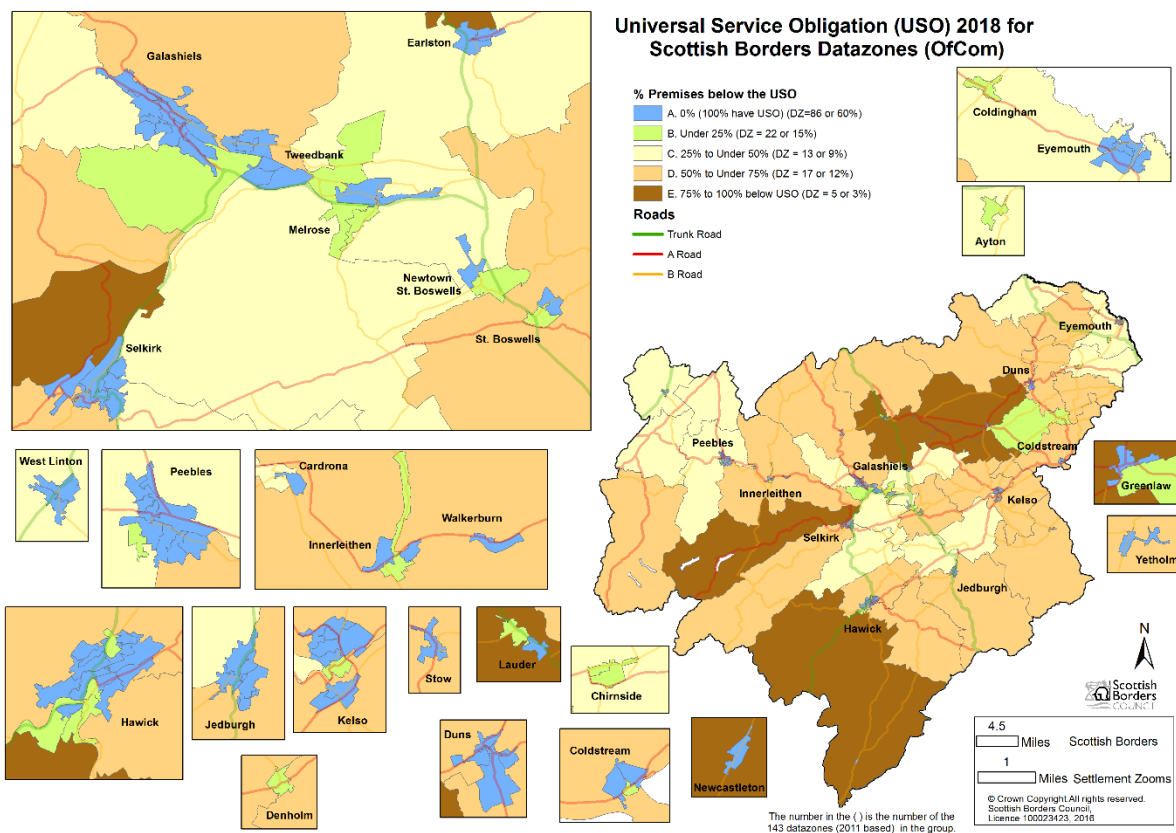 Universal Service Obligation (USO) 2018 for
Scottish Borders Datazones (OfCom)
% Premises below the USO
A. 0% (100% have USO) (DZ=86 or 60%)
B. Under 25% (DZ = 22 or 15%)
C. 25% to Under 50% (DZ = 13 or 9%)
D. 50% to Under 75% (DZ = 17 or 12%)
E. 75% to 100% below USO (DZ = 5 or 3%)
Roads
Trunk Road
A Road
B Road
Earlston
Galashiels
Tweedbank
Melrose
Newtown
St. Boswells
St. Boswells
Selkirk
Coldingham
Eyemouth
Ayton
West Linton
Peebles
Cardrona
Walkerburn
Innerleithen
Eyemouth
Duns
Coldstream
Peebles
Galashiels
Innerleithen
Kelso
Selkirk
Jedburgh
Hawick
Greenlaw
Yetholm
Hawick
Jedburgh
Kelso
Stow
Lauder
Chirnside
Denholm
Duns
Coldstream
Newcastleton
N
Scottish
Borders
COUNCIL
4.5
Miles Scottish Borders
1
Miles Settlement Zooms
© Crown Copyright.All rights reserved.
Scottish Borders Council,
Licence 100023423, 2016
The number in the ( ) is the number of the
143 datazones (2011 based) in the group.